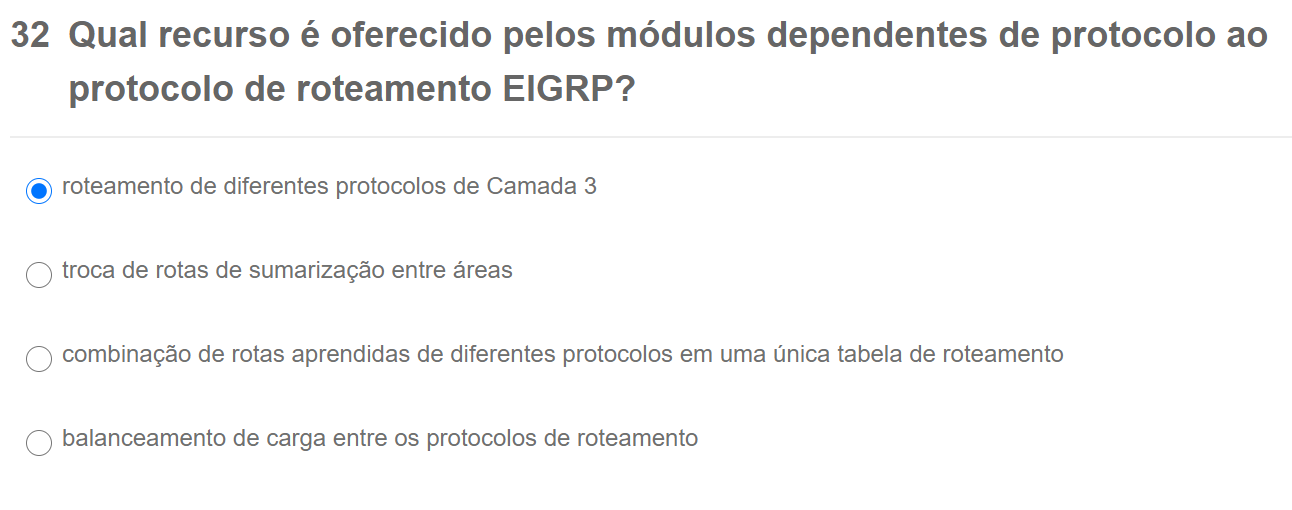 32 Qual recurso é oferecido pelos módulos dependentes de protocolo ao
protocolo de roteamento EIGRP?
roteamento de diferentes protocolos de Camada 3
troca de rotas de sumarização entre áreas
combinação de rotas aprendidas de diferentes protocolos em uma única tabela de roteamento
balanceamento de carga entre os protocolos de roteamento